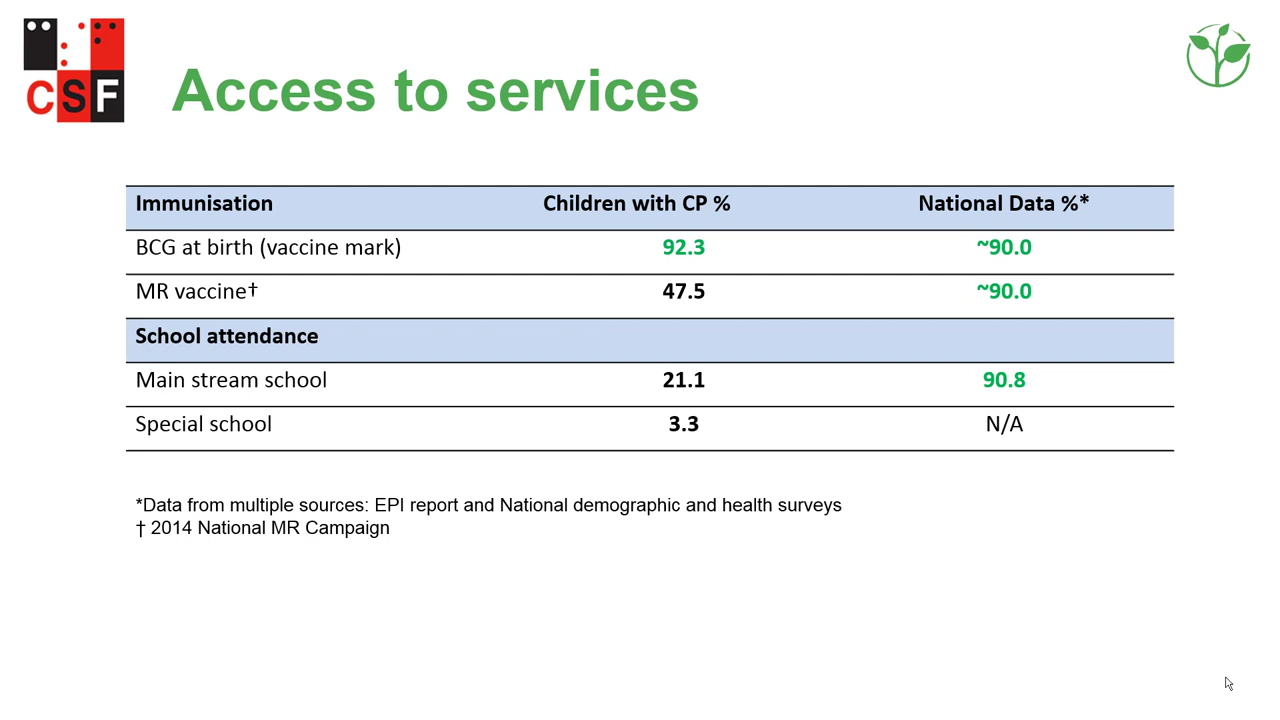 CSF
Access to services
Immunisation Children with CP % National Data %*
BCG at birth (vaccine mark) 92.3 ~90.0
MR vaccine† 47.5 ~90.0
School attendance
Main stream school 21.1 90.8
Special school 3.3 N/A
*Data from multiple sources: EPI report and National demographic and health surveys
† 2014 National MR Campaign